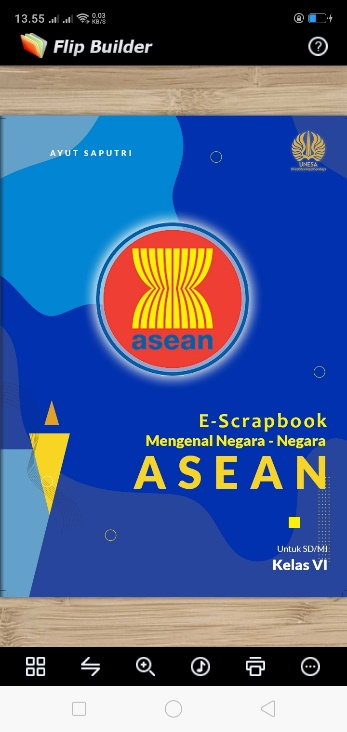 13.55
0.03
KB/S
Flip Builder
AYUT SAPUTRI
UNESA
asean
E-Scrapbook
Mengenal Negara - Negara
ASEAN
Untuk SD/MI
Kelas VI